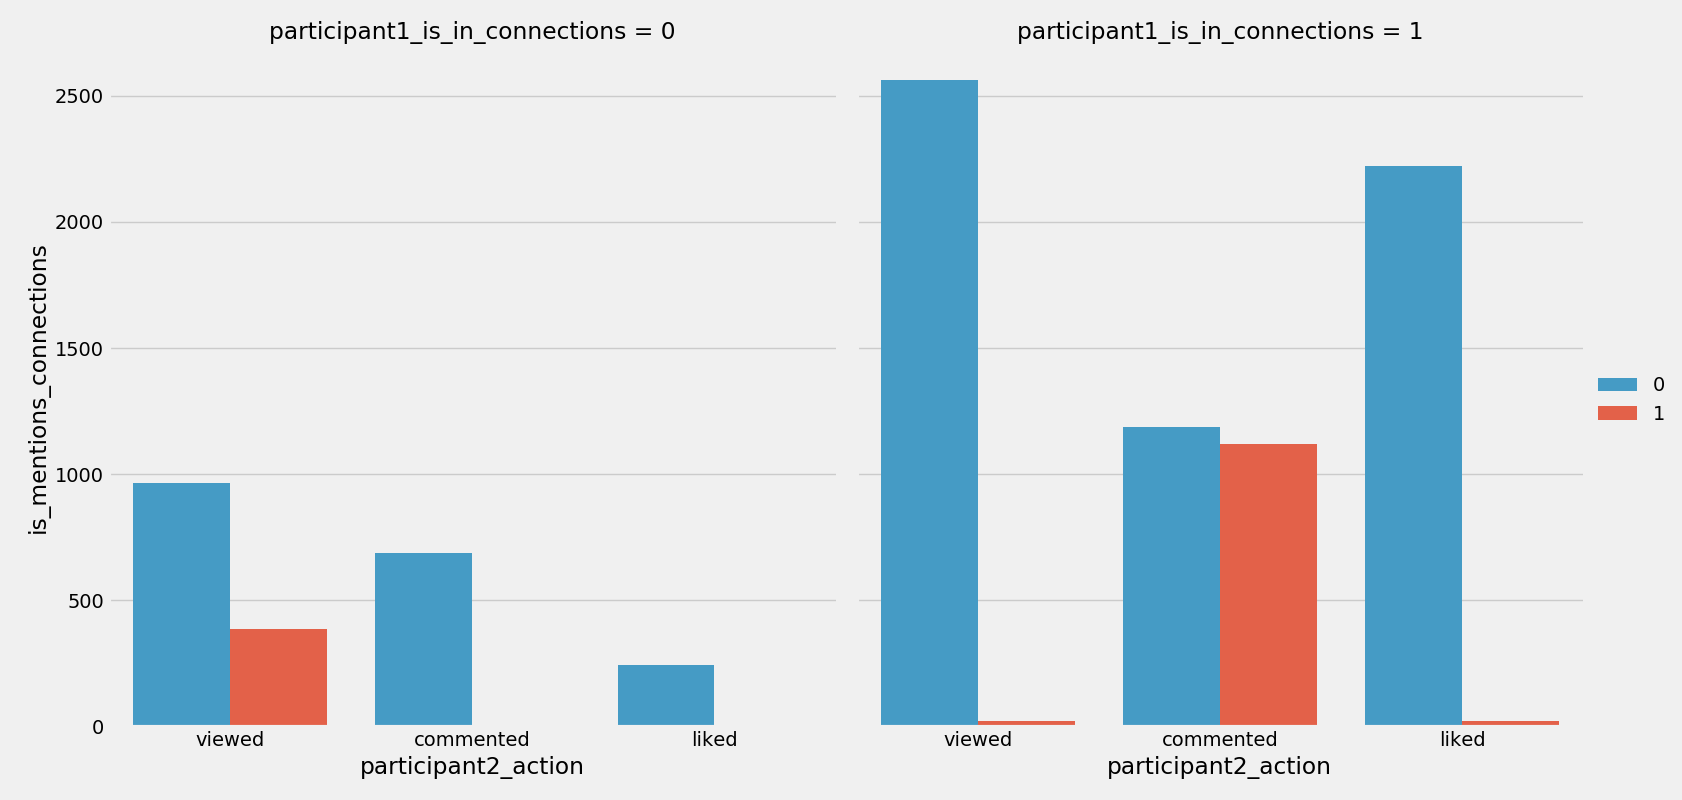 participant1_is_in_connections = 0
participant1_is_in_connections = 1
is_mentions_connections
2500
2000
1500
1000
500
0
viewed commented liked
viewed commented liked
participant2_action
participant2_action
0
1